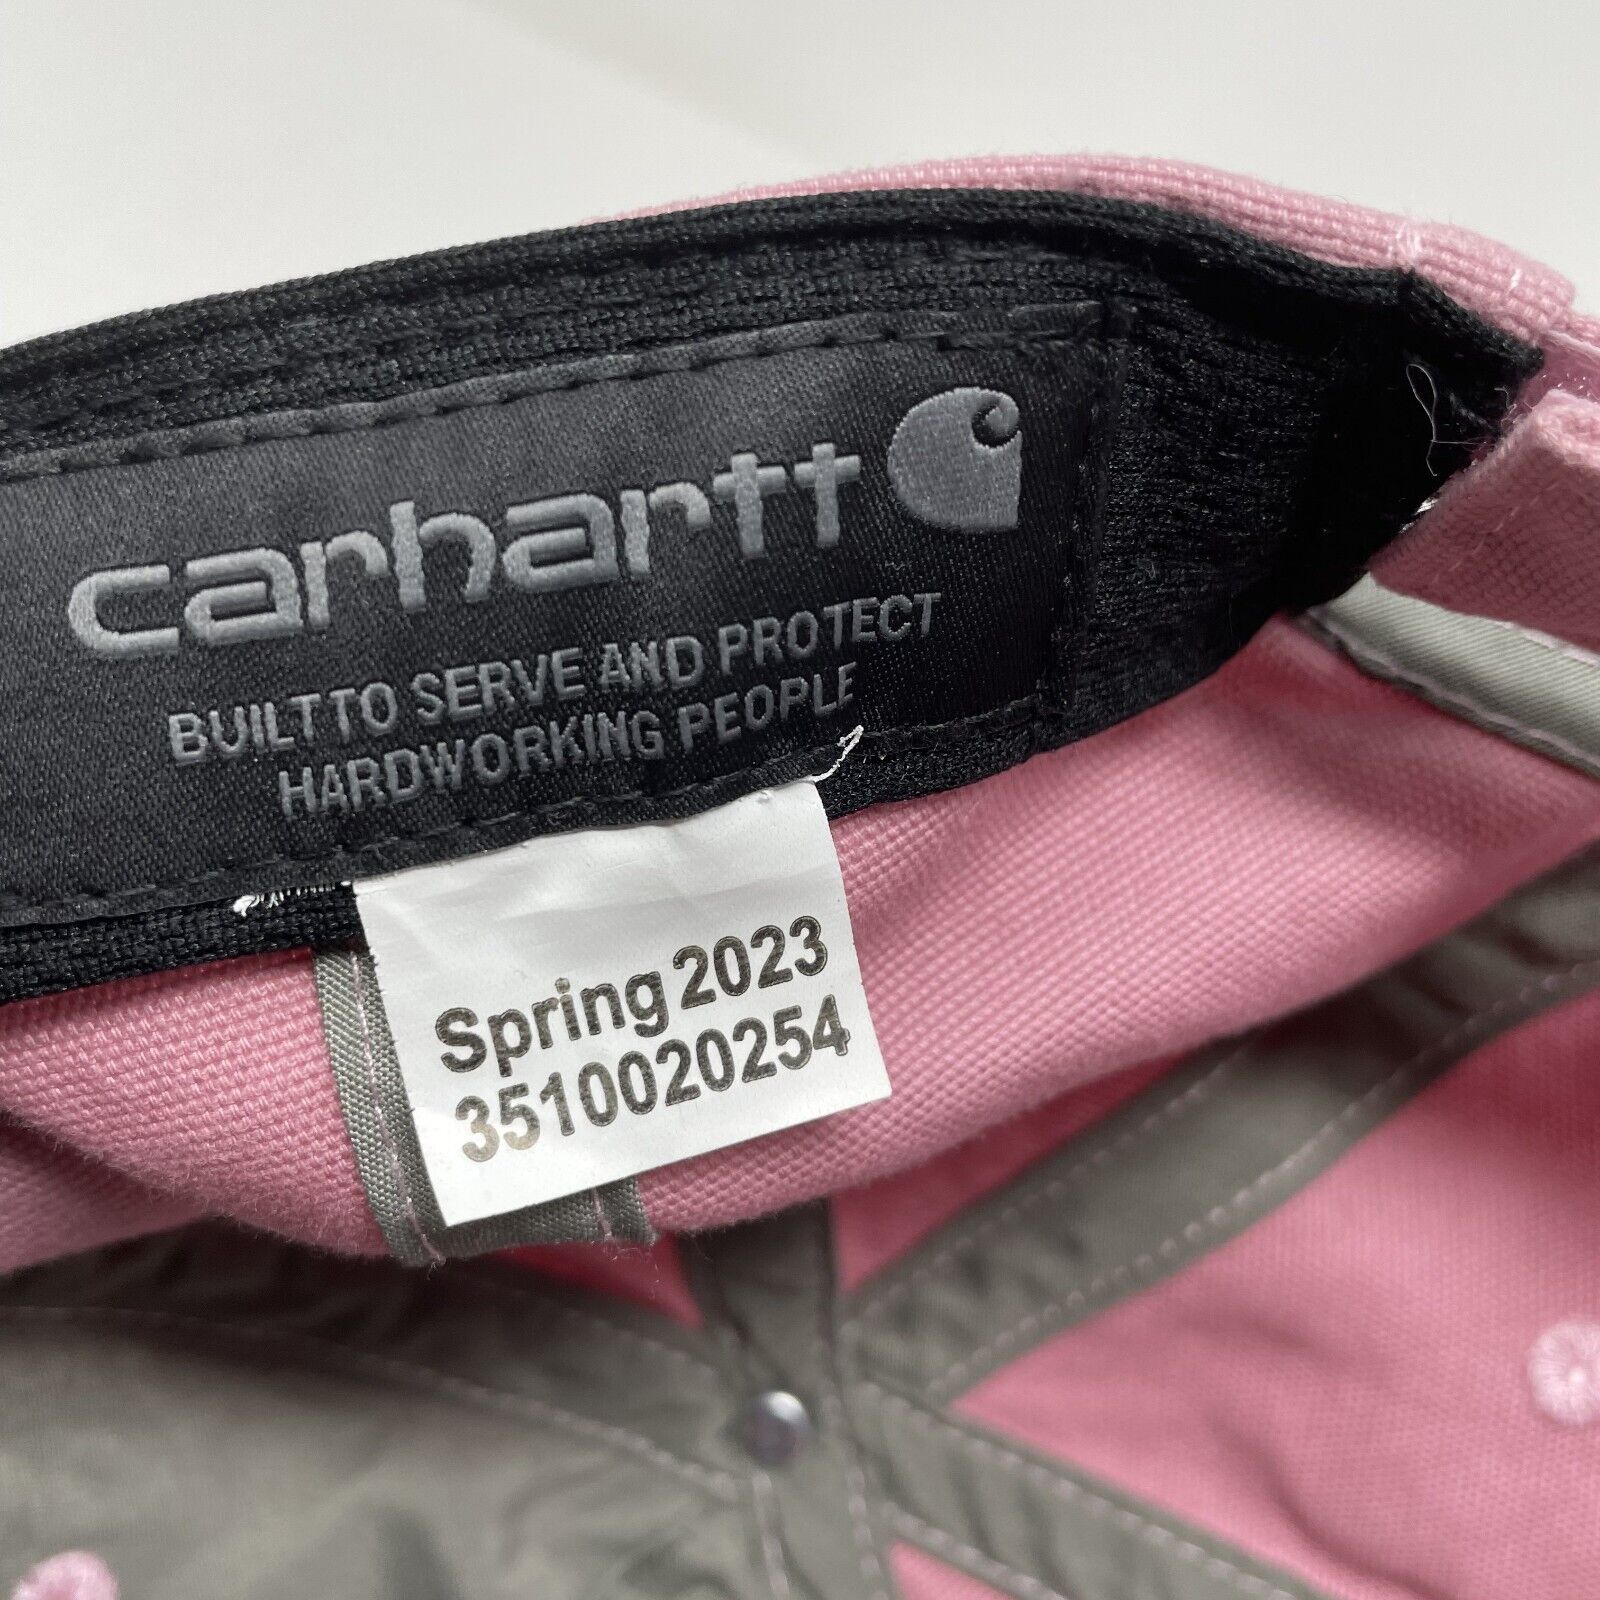 carhartt
BUILT TO SERVE AND PROTECT
HARDWORKING PEOPLE
Spring 2023
3510020254